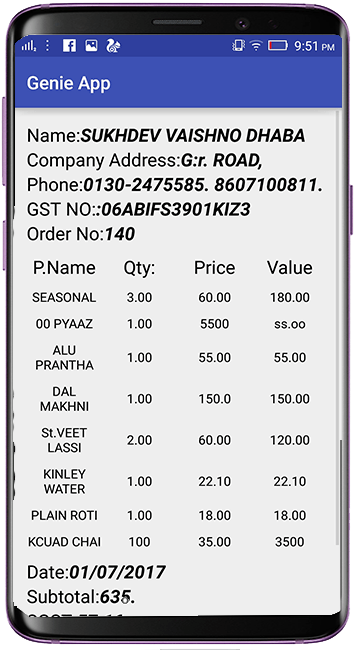 9:51 PM
Genie App
Name:SUKHDEV VAISHNO DHABA
Company Address:G.r. ROAD,
Phone:0130-2475585. 8607100811.
GST NO::06ABIFS3901KIZ3
Order No:140
P.Name Qty: Price Value
SEASONAL 3.00 60.00 180.00
00 PYAAZ 1.00 5500 ss.oo
ALU PRANTHA 1.00 55.00 55.00
DAL MAKHNI 1.00 150.0 150.00
St.VEET LASSI 2.00 60.00 120.00
KINLEY WATER 1.00 22.10 22.10
PLAIN ROTI 1.00 18.00 18.00
KCUAD CHAI 100 35.00 3500
Date:01/07/2017
Subtotal:635.